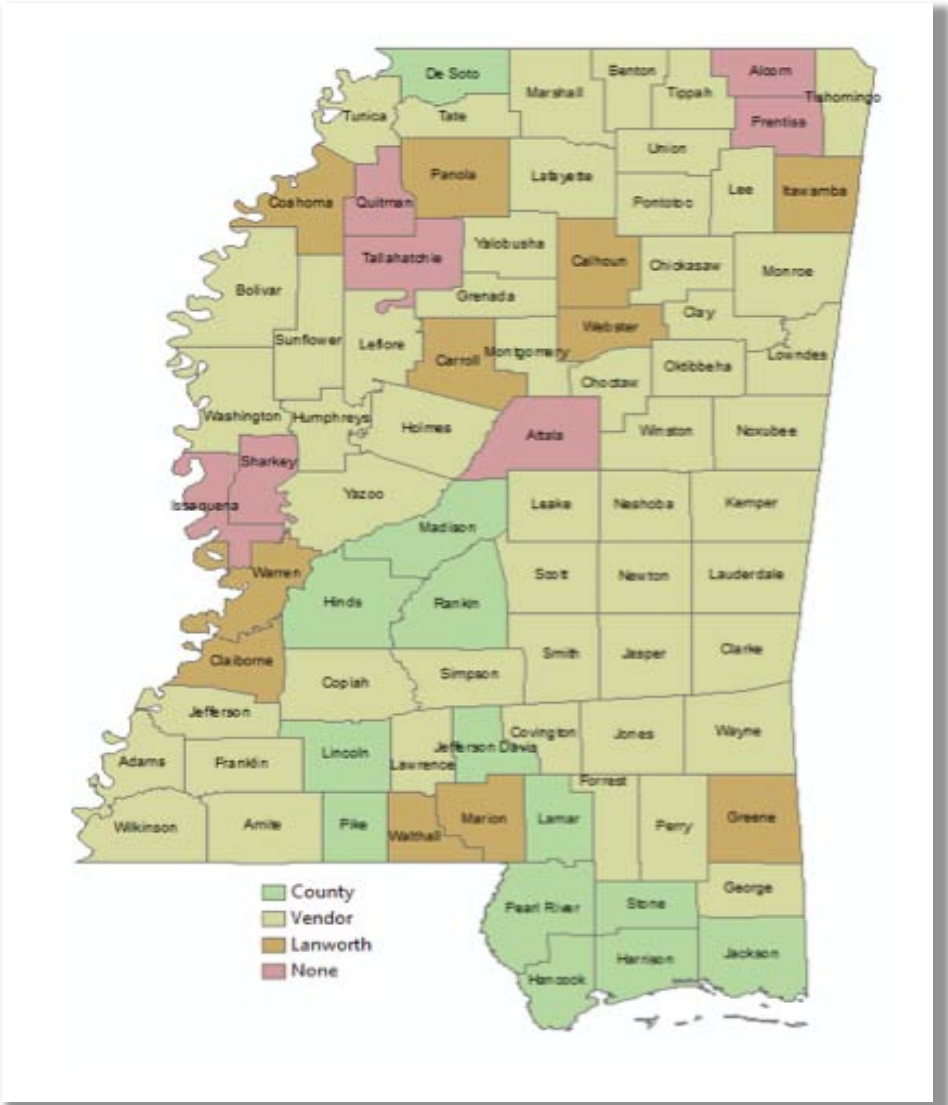 De Soto
Marshall
Benton
Tippah
Alcorn
Tishomingo
Tunica
Tate
Prentiss
Union
Panola
Lafayette
Coahoma
Quitman
Pontotoc
Lee
Itawamba
Yalobusha
Tallahatchie
Calhoun
Chickasaw
Monroe
Bolivar
Grenada
Clay
Webster
Sunflower
Leflore
Carroll
Montgomery
Lowndes
Oktibbeha
Choctaw
Washington
Humphreys
Holmes
Attala
Winston
Noxubee
Sharkey
Yazoo
Issaquena
Leake
Neshoba
Kemper
Madison
Warren
Scott
Newton
Lauderdale
Hinds
Rankin
Claiborne
Smith
Jasper
Clarke
Copiah
Simpson
Jefferson
Adams
Franklin
Lincoln
Lawrence
Jefferson Davis
Covington
Jones
Wayne
Forrest
Wilkinson
Amite
Pike
Walthall
Marion
Lamar
Perry
Greene
George
Pearl River
Stone
Hancock
Harrison
Jackson
County
Vendor
Lanworth
None